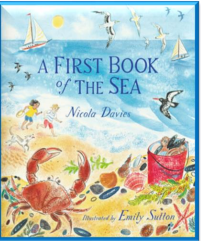 A FIRST BOOK
OF THE SEA
Nicola Davies
Illustrated by Emily Sutton